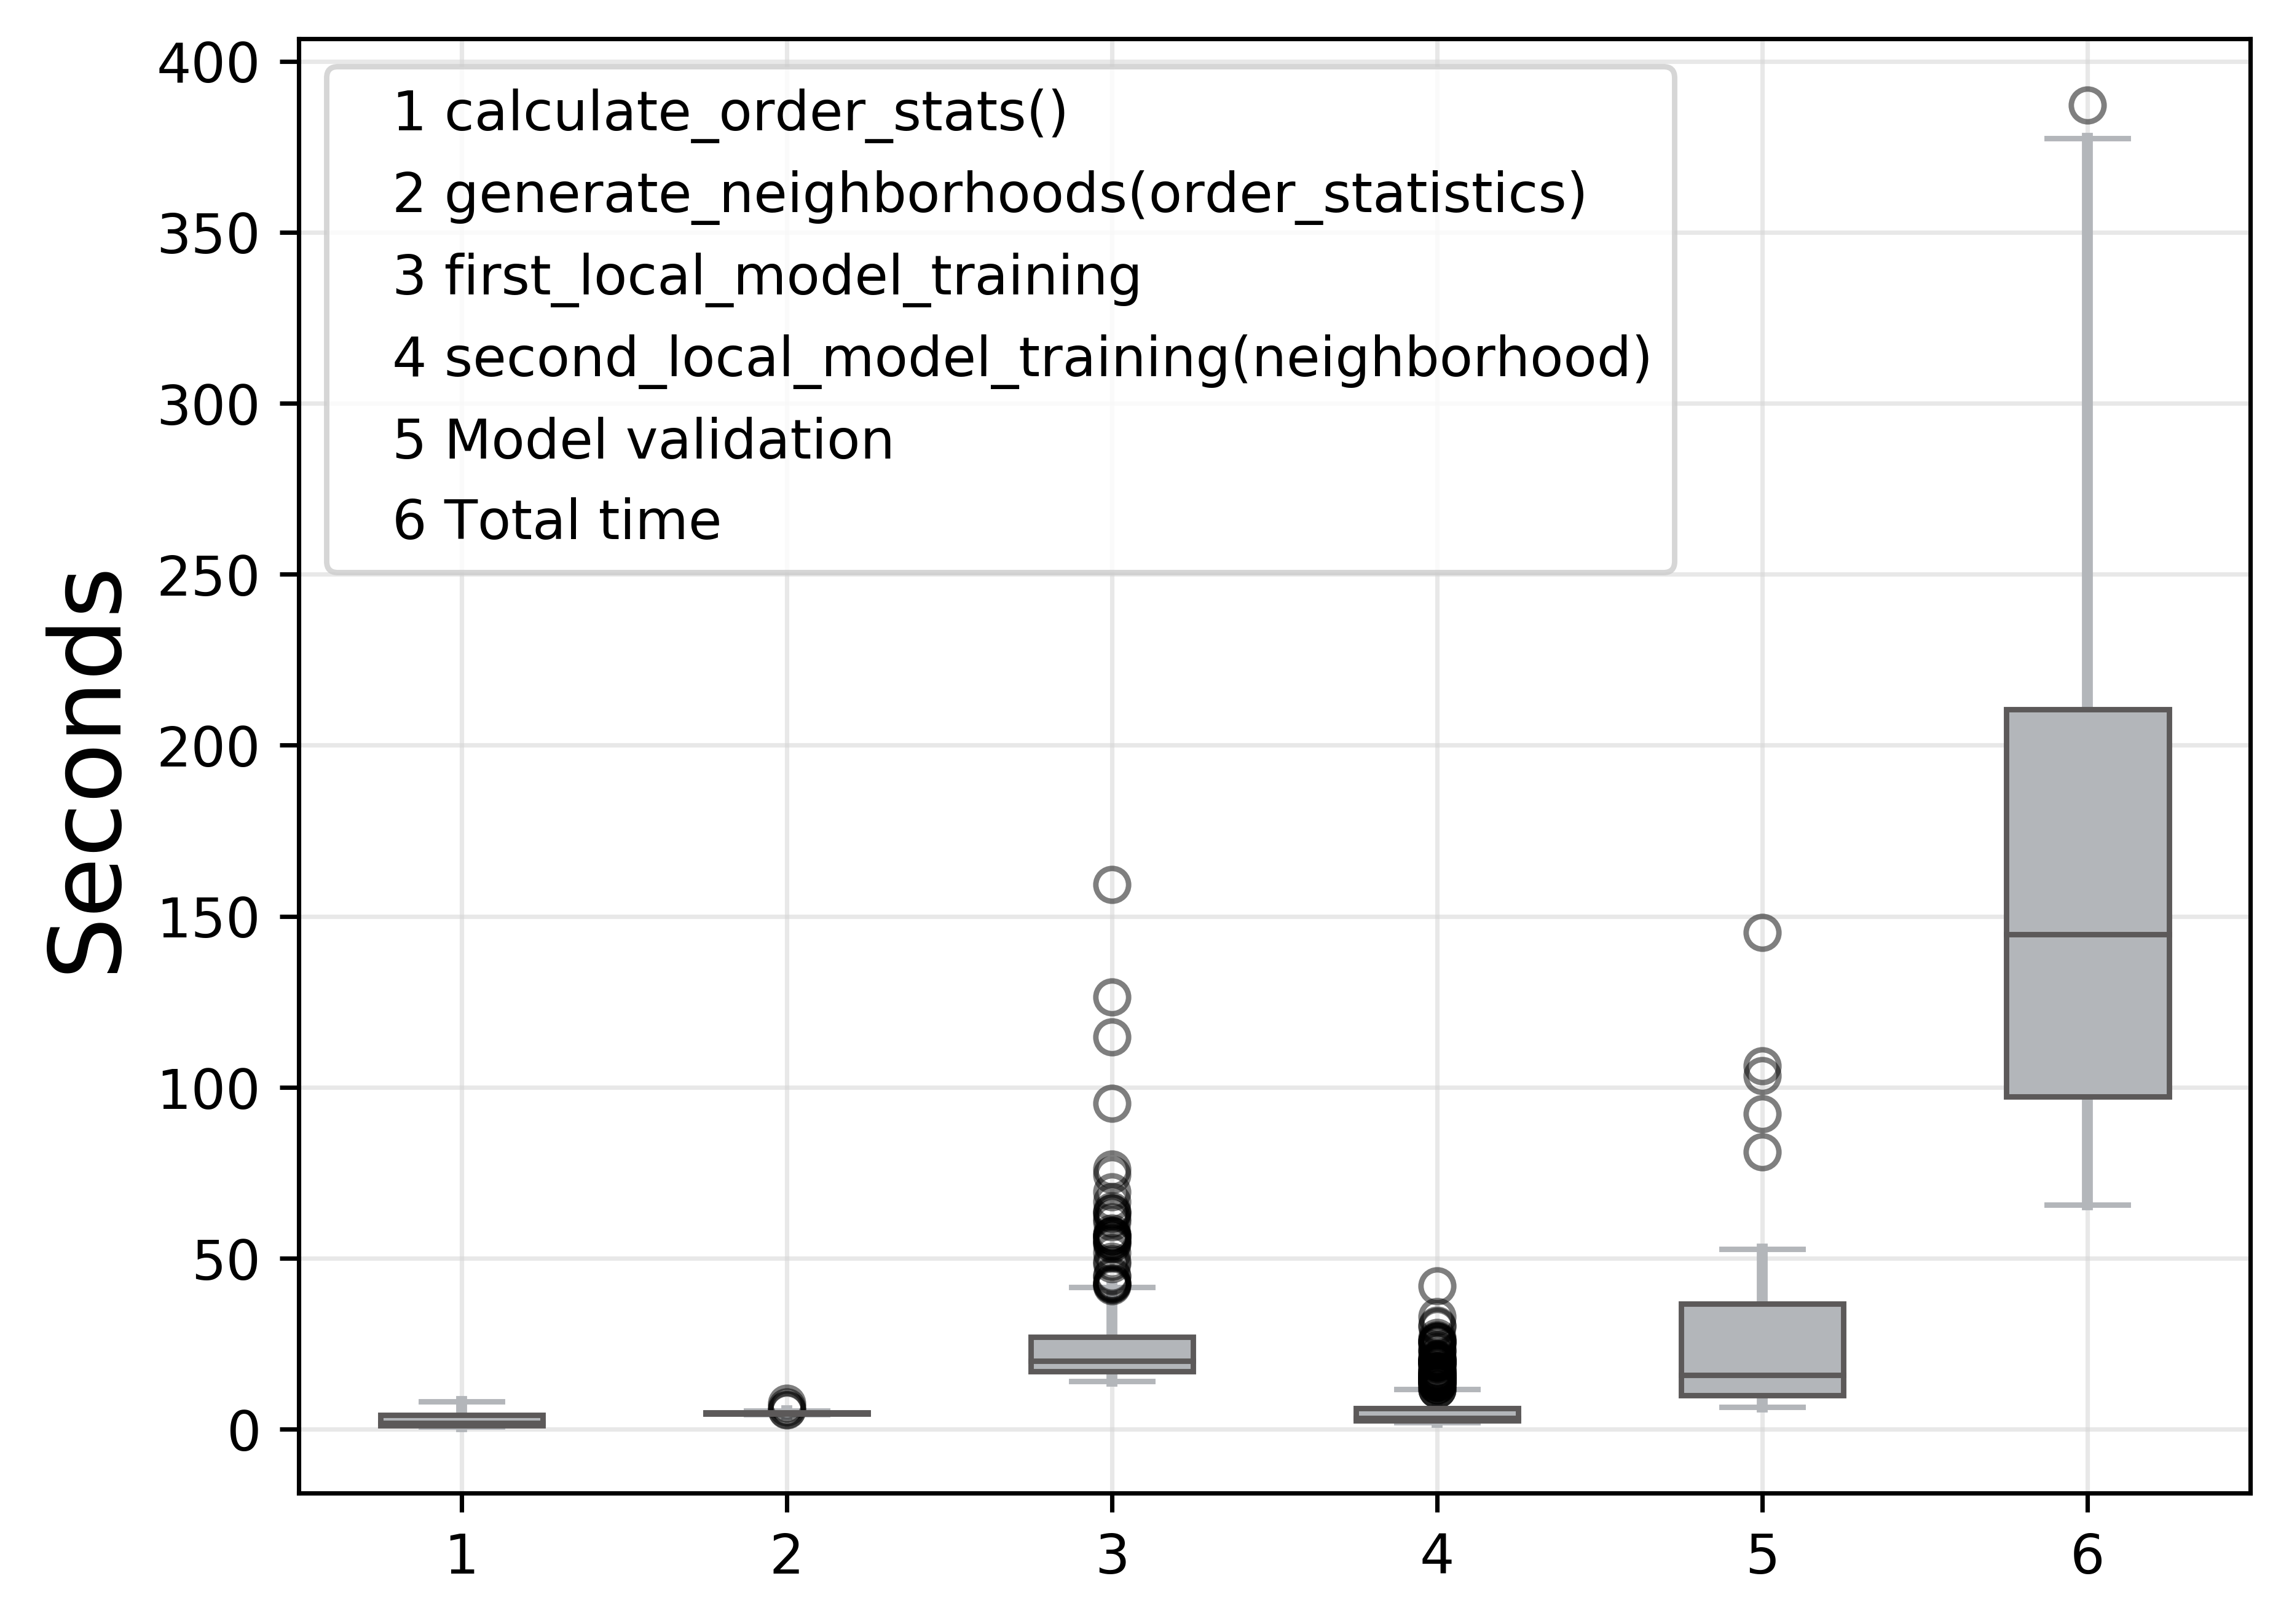 Seconds
400
350
300
250
200
150
100
50
0
1 calculate_order_stats()
2 generate_neighborhoods(order_statistics)
3 first_local_model_training
4 second_local_model_training(neighborhood)
5 Model validation
6 Total time
1 2 3 4 5 6